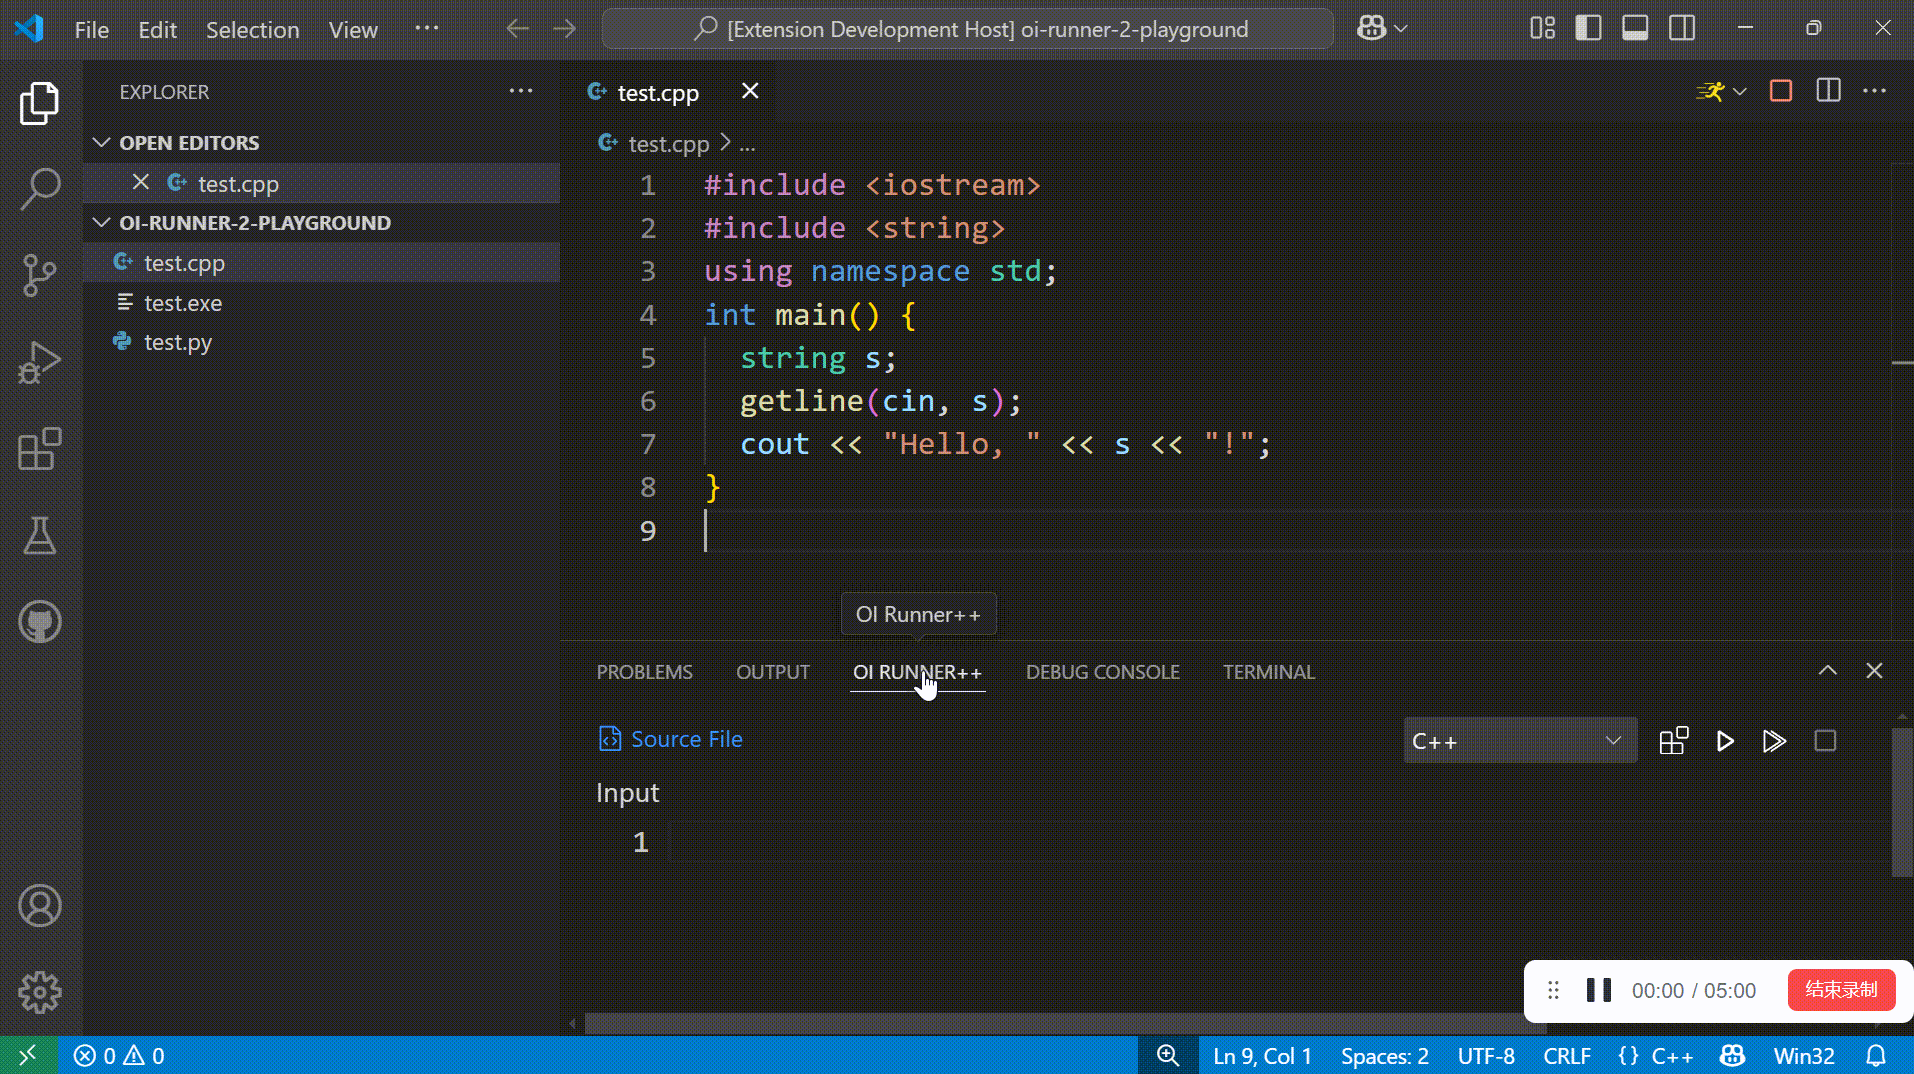 File Edit Selection View
[Extension Development Host] oi-runner-2-playground
EXPLORER
OPEN EDITORS
test.cpp
OI-RUNNER-2-PLAYGROUND
test.cpp
test.exe
test.py
test.cpp
test.cpp > ...
1 #include <iostream>
2 #include <string>
3 using namespace std;
4 int main() {
5   string s;
6   getline(cin, s);
7   cout << "Hello, " << s << "!";
8 }
9
OI Runner++
PROBLEMS OUTPUT OI RUNNER++ DEBUG CONSOLE TERMINAL
Source File
C++
Input
1
00:00 / 05:00 结束录制
0 0 Ln 9, Col 1 Spaces: 2 UTF-8 CRLF {} C++ Win32